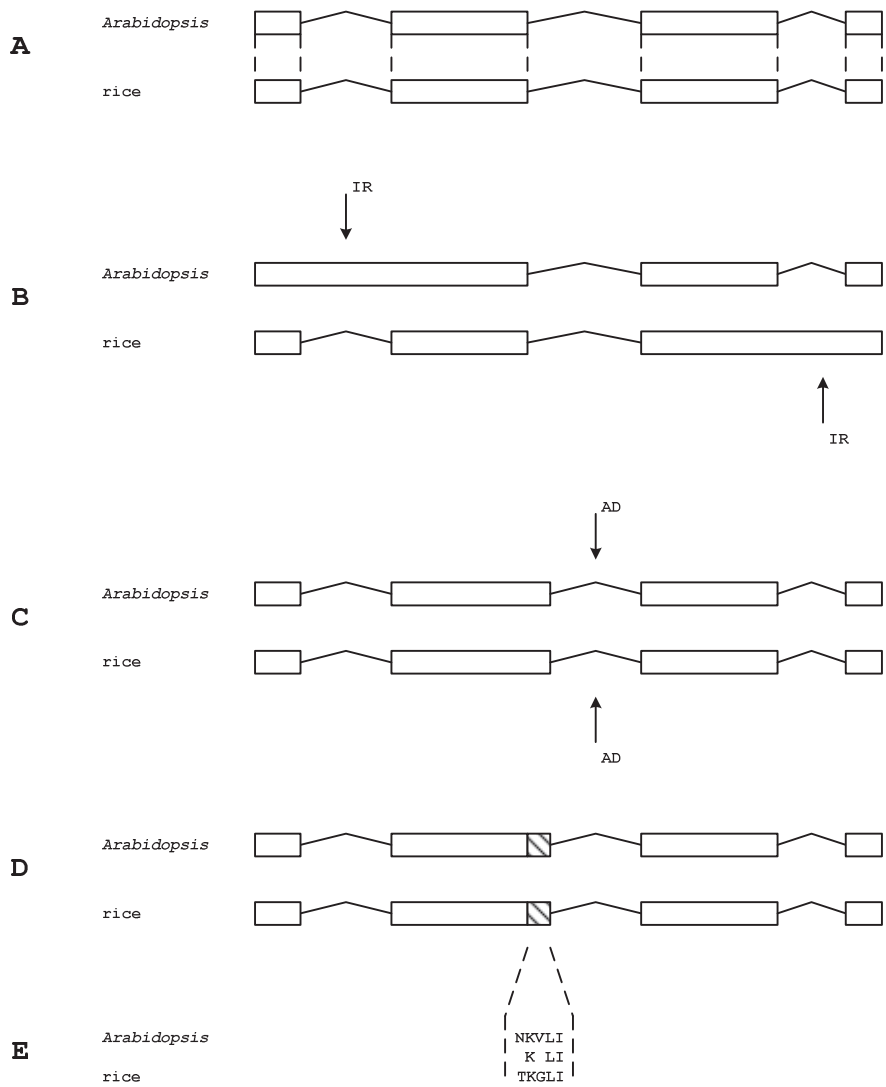 Arabidopsis
A
rice
IR
Arabidopsis
B
rice
IR
AD
Arabidopsis
C
rice
AD
Arabidopsis
D
rice
Arabidopsis NKVLI
E K LI
rice TKGLI